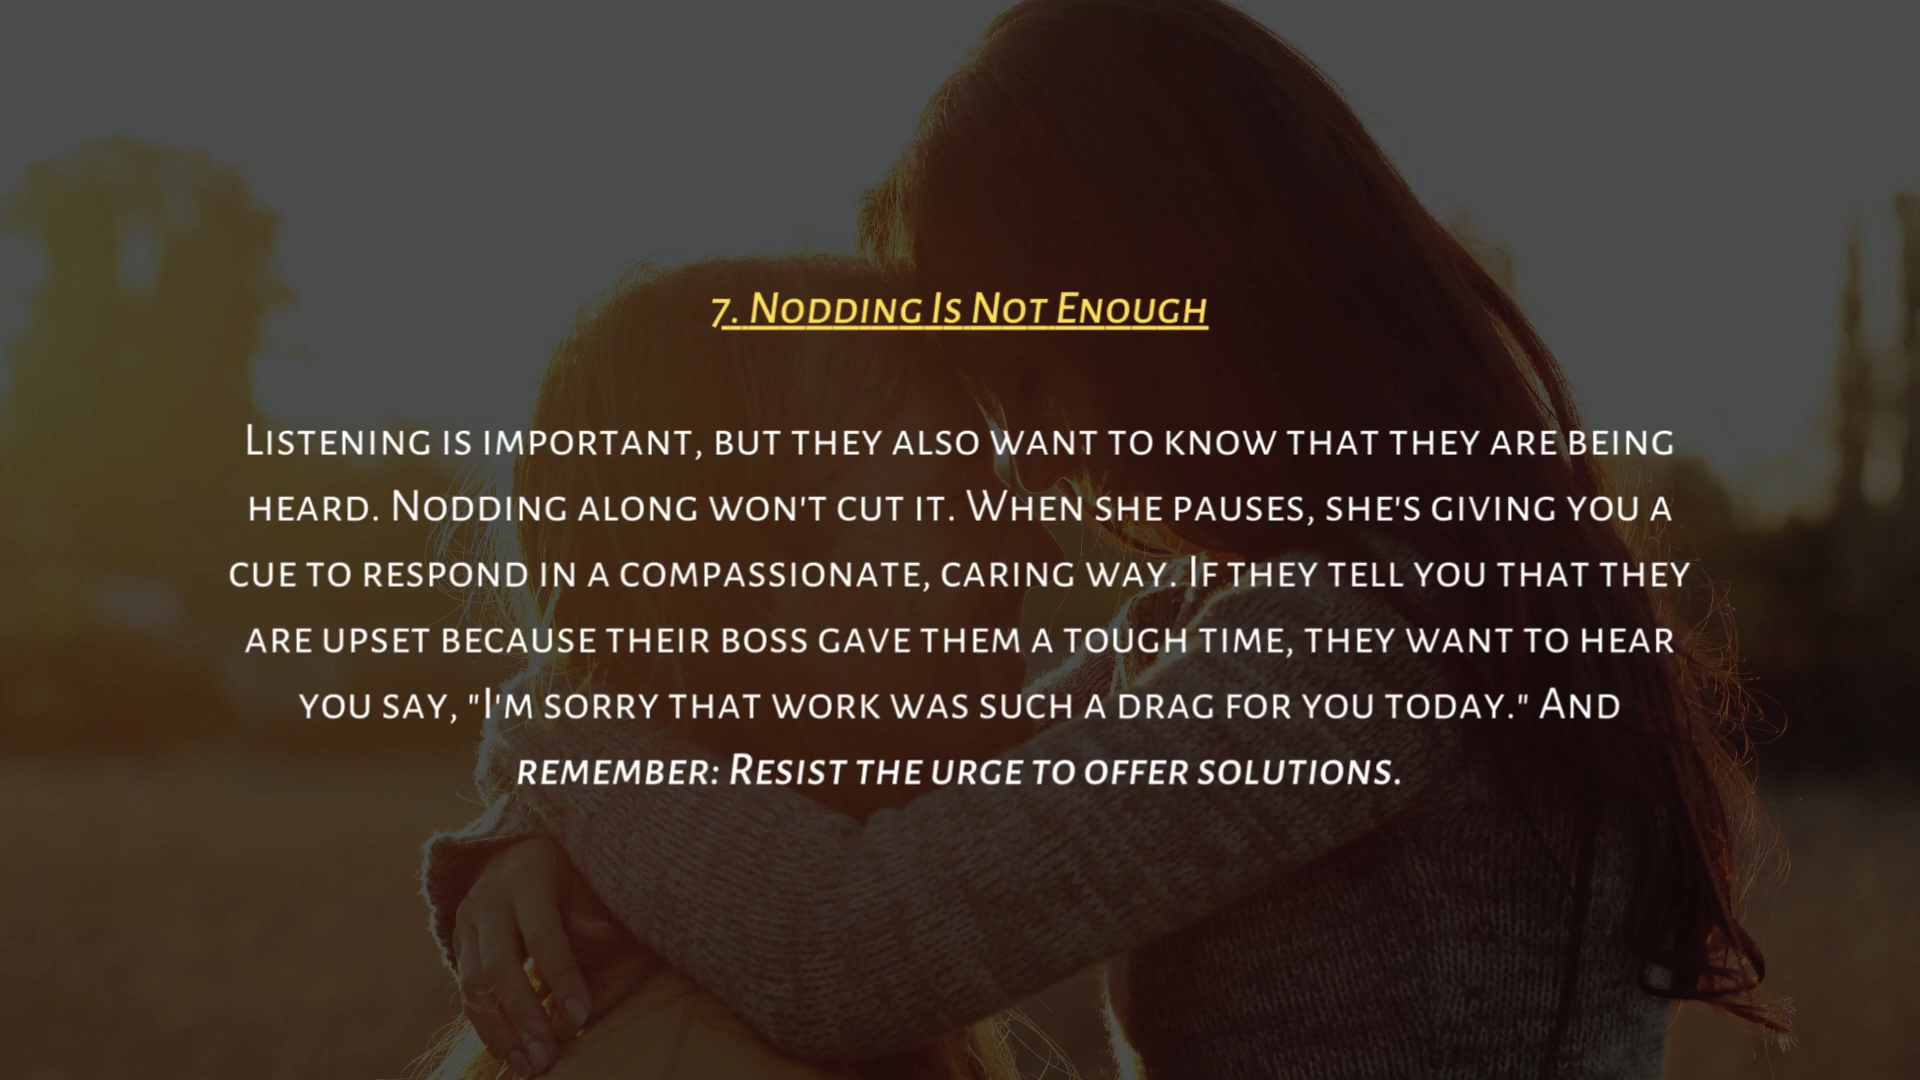 7. Nodding Is Not Enough
Listening is important, but they also want to know that they are being
heard. Nodding along won't cut it. When she pauses, she's giving you a
cue to respond in a compassionate, caring way. If they tell you that they
are upset because their boss gave them a tough time, they want to hear
you say, "I'm sorry that work was such a drag for you today." And
remember: Resist the urge to offer solutions.